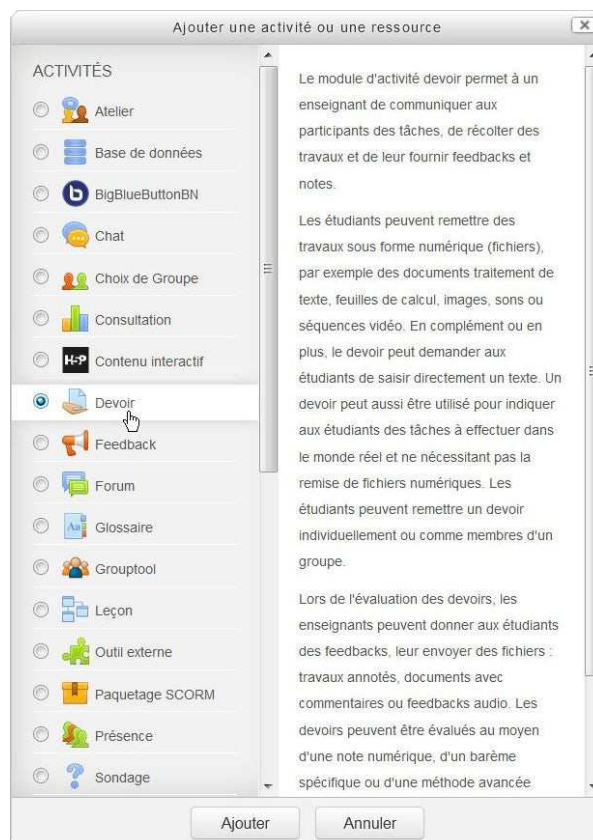 Ajouter une activité ou une ressource
ACTIVITÉS
Atelier
Base de données
BigBlueButtonBN
Chat
Choix de Groupe
Consultation
H5P Contenu interactif
Devoir
Feedback
Forum
Aa Glossaire
Grouptool
Leçon
Outil externe
Paquetage SCORM
Présence
Sondage
Le module d'activité devoir permet à un
enseignant de communiquer aux
participants des tâches, de récolter des
travaux et de leur fournir feedbacks et
notes.
Les étudiants peuvent remettre des
travaux sous forme numérique (fichiers),
par exemple des documents traitement de
texte, feuilles de calcul, images, sons ou
séquences vidéo. En complément ou en
plus, le devoir peut demander aux
étudiants de saisir directement un texte. Un
devoir peut aussi être utilisé pour indiquer
aux étudiants des tâches à effectuer dans
le monde réel et ne nécessitant pas la
remise de fichiers numériques. Les
étudiants peuvent remettre un devoir
individuellement ou comme membres d'un
groupe.
Lors de l'évaluation des devoirs, les
enseignants peuvent donner aux étudiants
des feedbacks, leur envoyer des fichiers :
travaux annotés, documents avec
commentaires ou feedbacks audio. Les
devoirs peuvent être évalués au moyen
d'une note numérique, d'un barème
spécifique ou d'une méthode avancée
Ajouter
Annuler